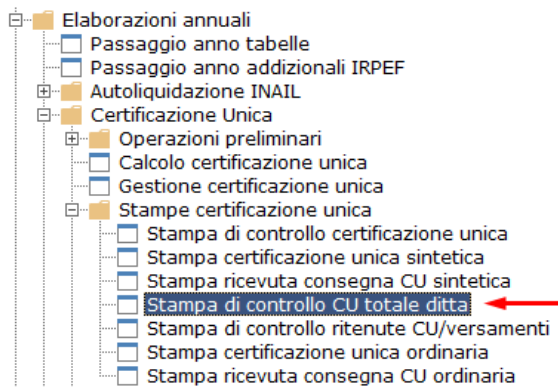 Elaborazioni annuali
Passaggio anno tabelle
Passaggio anno addizionali IRPEF
Autoliquidazione INAIL
Certificazione Unica
Operazioni preliminari
Calcolo certificazione unica
Gestione certificazione unica
Stampe certificazione unica
Stampa di controllo certificazione unica
Stampa certificazione unica sintetica
Stampa ricevuta consegna CU sintetica
Stampa di controllo CU totale ditta
Stampa di controllo ritenute CU/versamenti
Stampa certificazione unica ordinaria
Stampa ricevuta consegna CU ordinaria